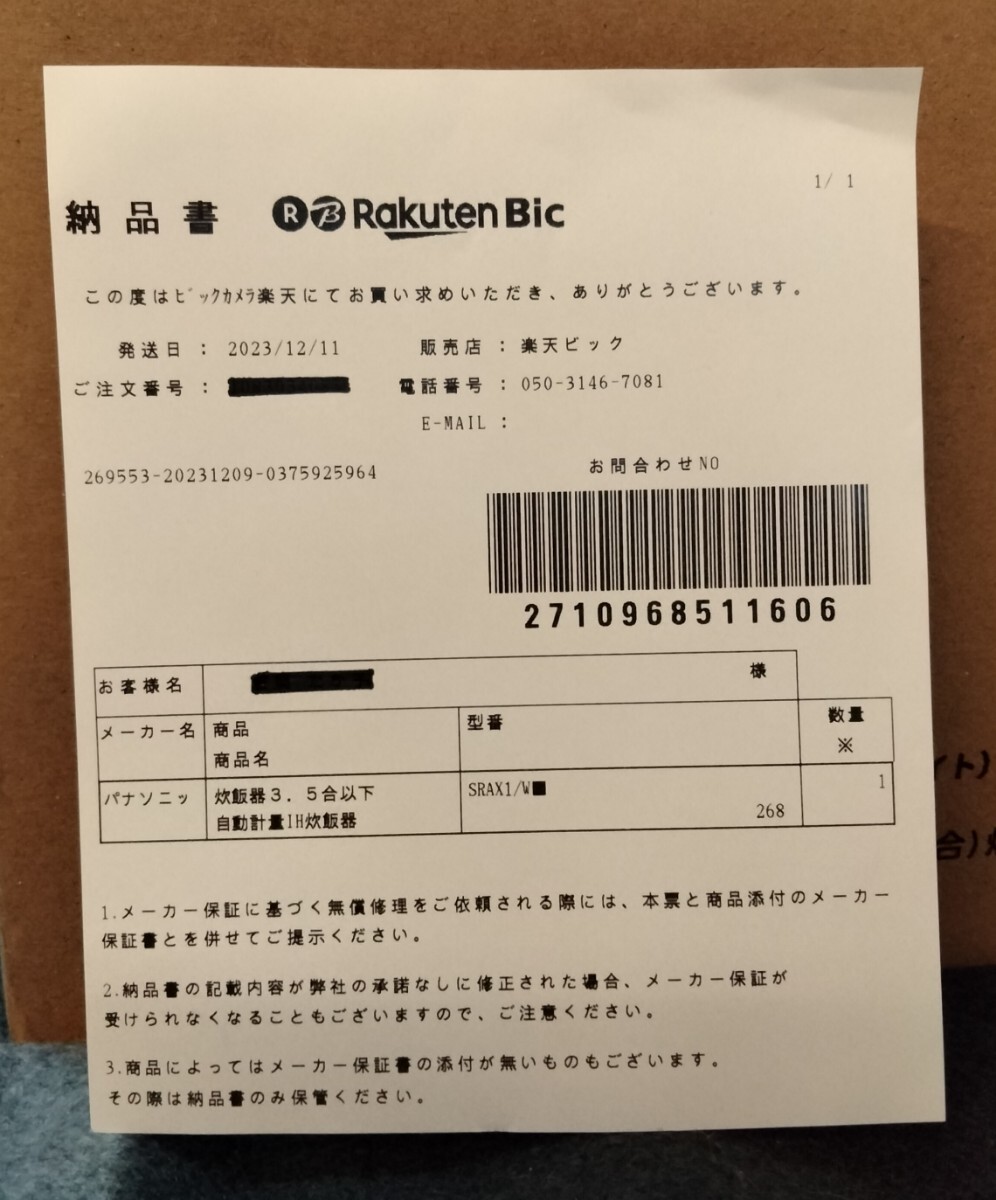 1/ 1
納品書 R B Rakuten Bic
この度はﾋﾞｯｸｶﾒﾗ楽天にてお買い求めいただき、ありがとうございます。
発送日 : 2023/12/11 販売店 : 楽天ビック
ご注文番号 : 電話番号 : 050-3146-7081
E-MAIL :
269553-20231209-0375925964 お問合わせNO
2710968511606
お客様名 様
メーカー名 商品 型番 数量
商品名 ※
パナソニッ 炊飯器3．5合以下 SRAX1/W■ 1
自動計量IH炊飯器 268
1.メーカー保証に基づく無償修理をご依頼される際には、本票と商品添付のメーカー
保証書とを併せてご提示ください。
2.納品書の記載内容が弊社の承諾なしに修正された場合、メーカー保証が
受けられなくなることもございますので、ご注意ください。
3.商品によってはメーカー保証書の添付が無いものもございます。
その際は納品書のみ保管ください。
イト)
合)